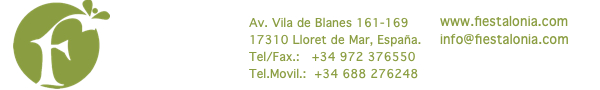 F
Av. Vila de Blanes 161-169
17310 Lloret de Mar, España.
Tel/Fax.: +34 972 376550
Tel.Movil.: +34 688 276248
www.fiestalonia.com
info@fiestalonia.com